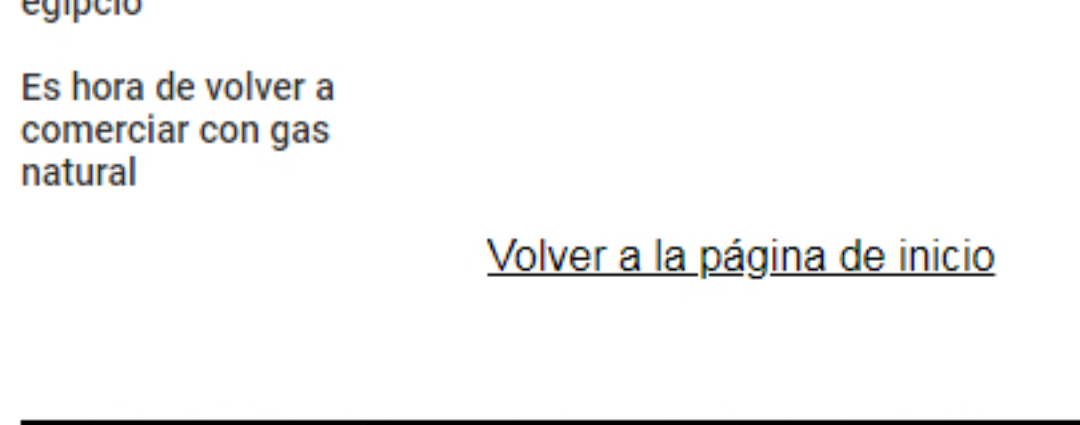 egipcio
Es hora de volver a
comerciar con gas
natural
Volver a la página de inicio